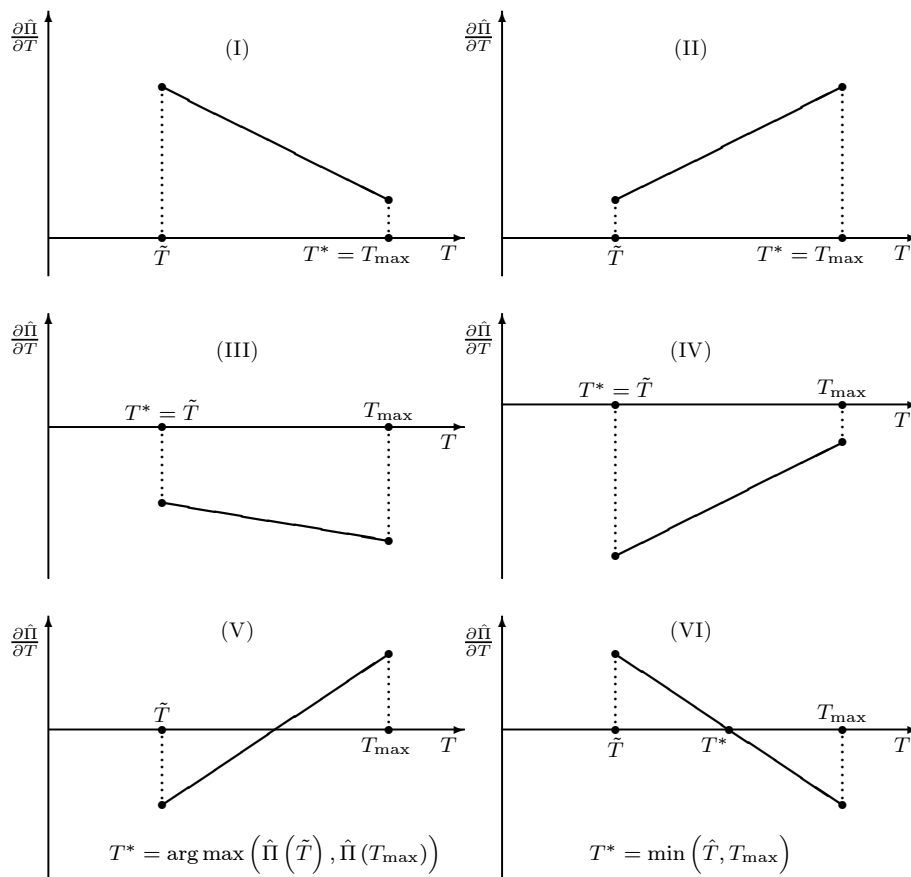 ∂Π̂/∂T
(I)
T̃
T* = T_max
T
∂Π̂/∂T
(II)
T̃
T* = T_max
T
∂Π̂/∂T
(III)
T* = T̃
T_max
T
∂Π̂/∂T
(IV)
T* = T̃
T_max
T
∂Π̂/∂T
(V)
T̃
T_max
T
T* = arg max (Π̂ (T̃) , Π̂ (T_max))
∂Π̂/∂T
(VI)
T_max
T̃
T*
T
T* = min (T̂, T_max)